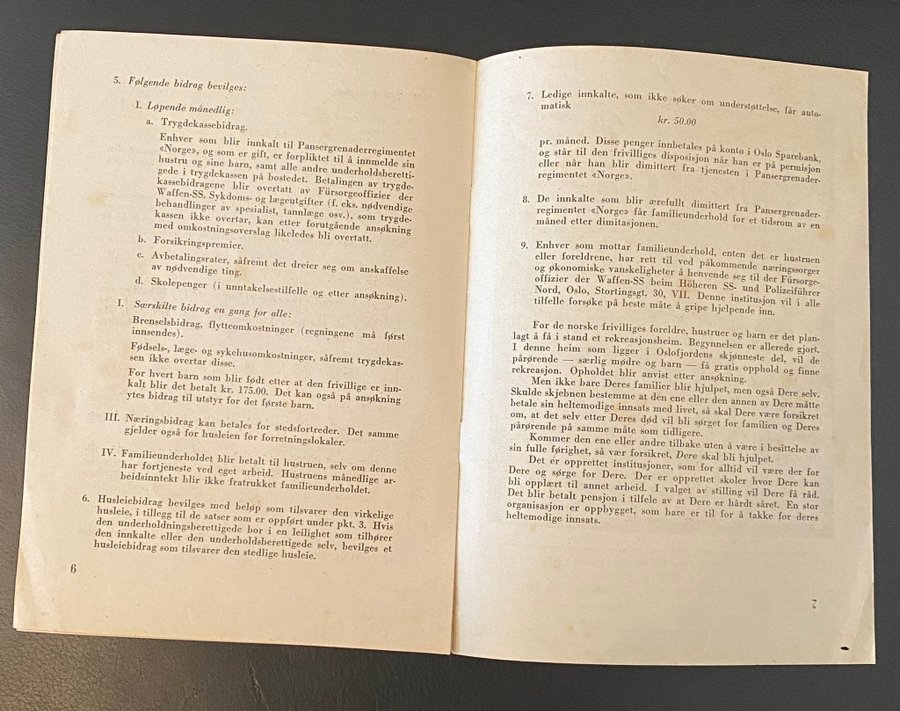 5. Følgende bidrag bevilges:
I. Løpende månedlig:
a. Trygdekassebidrag.
Enhver som blir innkalt til Pansergrenaderregimentet
«Norge», og som er gift, er forpliktet til å innmelde sin
hustru og sine barn, samt alle andre underholdsberetti-
gede i trygdekassen på bostedet. Betalingen av trygde-
kassebidragene blir overtatt av Fürsorgeoffizier der
Waffen-SS. Sykdoms- og lægeutgifter (f. eks. nødvendige
behandlinger av spesialist, tannlæge osv.), som trygde-
kassen ikke overtar, kan etter forutgående ansøkning
med omkostningsoverslag likeledes bli overtatt.
b. Forsikringspremier.
c. Avbetalingsrater, såfremt det dreier seg om anskaffelse
av nødvendige ting.
d. Skolepenger (i unntakelsestilfelle og etter ansøkning).
I. Særskilte bidrag en gang for alle:
Brenselsbidrag, flytteomkostninger (regningene må først
innsendes).
Fødsels-, læge- og sykehusomkostninger, såfremt trygdekas-
sen ikke overtar disse.
For hvert barn som blir født etter at den frivillige er inn-
kalt blir det betalt kr. 175.00. Det kan også på ansøkning
ytes bidrag til utstyr for det første barn.
III. Næringsbidrag kan betales for stedsfortreder. Det samme
gjelder også for husleien for forretningslokaler.
IV. Familieunderholdet blir betalt til hustruen, selv om denne
har fortjeneste ved eget arbeid. Hustruens månedlige ar-
beidsinntekt blir ikke fratrukket familieunderholdet.
6. Husleiebidrag bevilges med beløp som tilsvarer den virkelige
husleie, i tillegg til de satser som er oppført under pkt. 3. Hvis
den underholdningsberettigede bor i en leilighet som tilhører
den innkalte eller den underholdsberettigede selv, bevilges et
husleiebidrag som tilsvarer den stedlige husleie.
6
7. Ledige innkalte, som ikke søker om understøttelse, får auto-
matisk
kr. 50.00
pr. måned. Disse penger innbetales på konto i Oslo Sparebank,
og står til den frivilliges disposisjon når han er på permisjon
eller når han blir dimittert fra tjenesten i Pansergrenader-
regimentet «Norge».
8. De innkalte som blir ærefullt dimittert fra Pansergrenader-
regimentet «Norge» får familieunderhold for et tidsrom av en
måned etter dimitasjonen.
9. Enhver som mottar familieunderhold, enten det er hustruen
eller foreldrene, har rett til ved påkommende næringssorger
og økonomiske vanskeligheter å henvende seg til der Fürsorge-
offizier der Waffen-SS beim Höheren SS- und Polizeiführer
Nord, Oslo, Stortingsgt. 30, VII. Denne institusjon vil i alle
tilfelle forsøke på beste måte å gripe hjelpende inn.
For de norske frivilliges foreldre, hustruer og barn er det plan-
lagt å få i stand et rekreasjonsheim. Begynnelsen er allerede gjort.
I denne heim som ligger i Oslofjordens skjønneste del, vil de
pårørende — særlig mødre og barn — få gratis opphold og finne
rekreasjon. Opholdet blir anvist etter ansøkning.
Men ikke bare Deres familier blir hjulpet, men også Dere selv.
Skulde skjebnen bestemme at den ene eller den annen av Dere måtte
betale sin heltemodige innsats med livet, så skal Dere være forsikret
om, at det selv etter Deres død vil bli sørget for familien og Deres
pårørende på samme måte som tidligere.
Kommer den ene eller andre tilbake uten å være i besittelse av
sin fulle førighet, så vær forsikret, Dere skal bli hjulpet.
Det er opprettet institusjoner, som for alltid vil være der for
Dere og sørge for Dere. Der er opprettet skoler hvor Dere kan
bli opplært til annet arbeid. I valget av stilling vil Dere få råd.
Det blir betalt pensjon i tilfele av at Dere er hårdt såret. En stor
organisasjon er oppbygget, som bare er til for å takke for deres
heltemodige innsats.
7